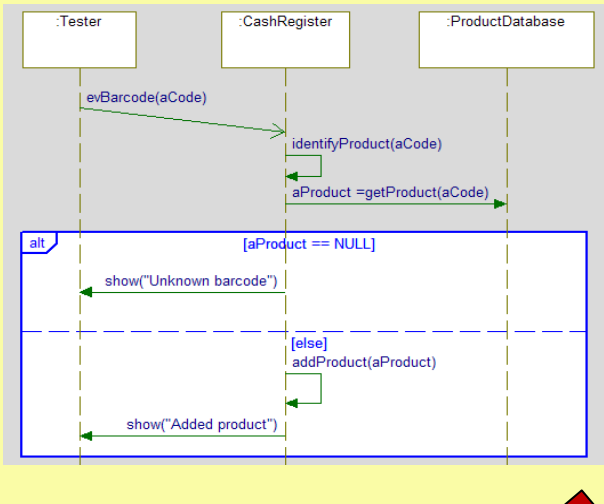 :Tester
:CashRegister
:ProductDatabase
evBarcode(aCode)
identifyProduct(aCode)
aProduct =getProduct(aCode)
alt
[aProduct == NULL]
show("Unknown barcode")
[else]
addProduct(aProduct)
show("Added product")